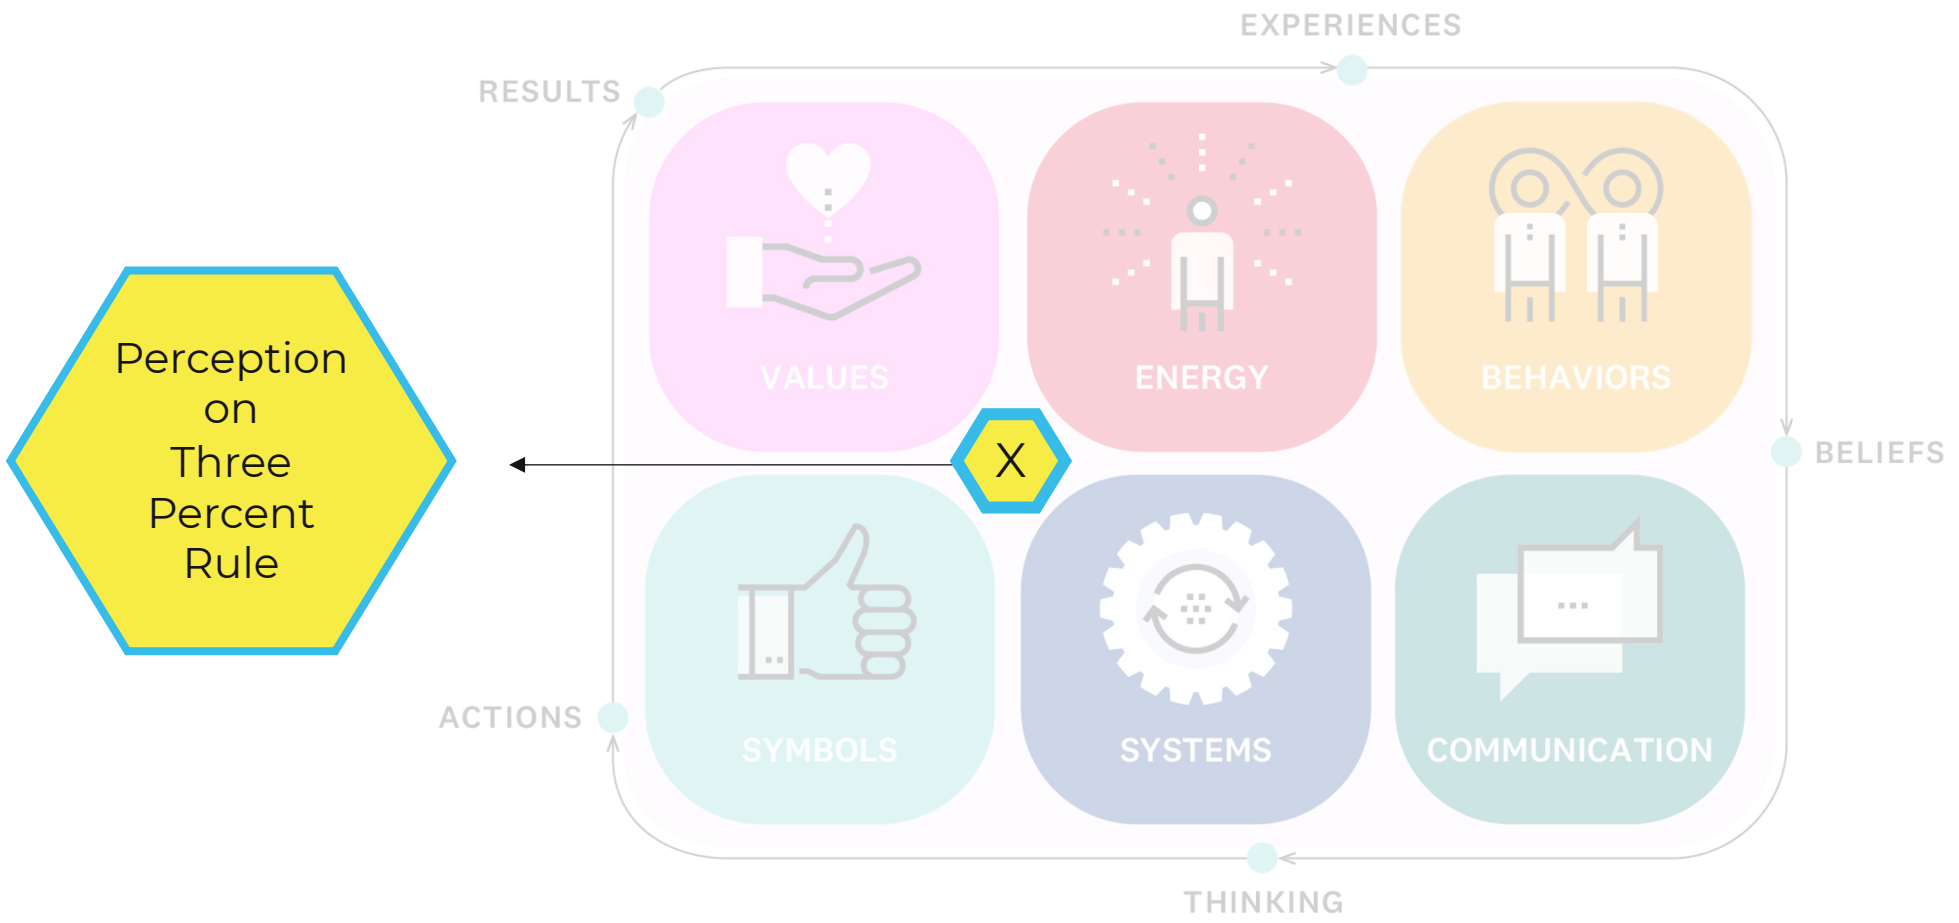 EXPERIENCES
RESULTS
VALUES
ENERGY
BEHAVIORS
Perception
on
Three
Percent
Rule
X
BELIEFS
ACTIONS
SYMBOLS
SYSTEMS
COMMUNICATION
THINKING